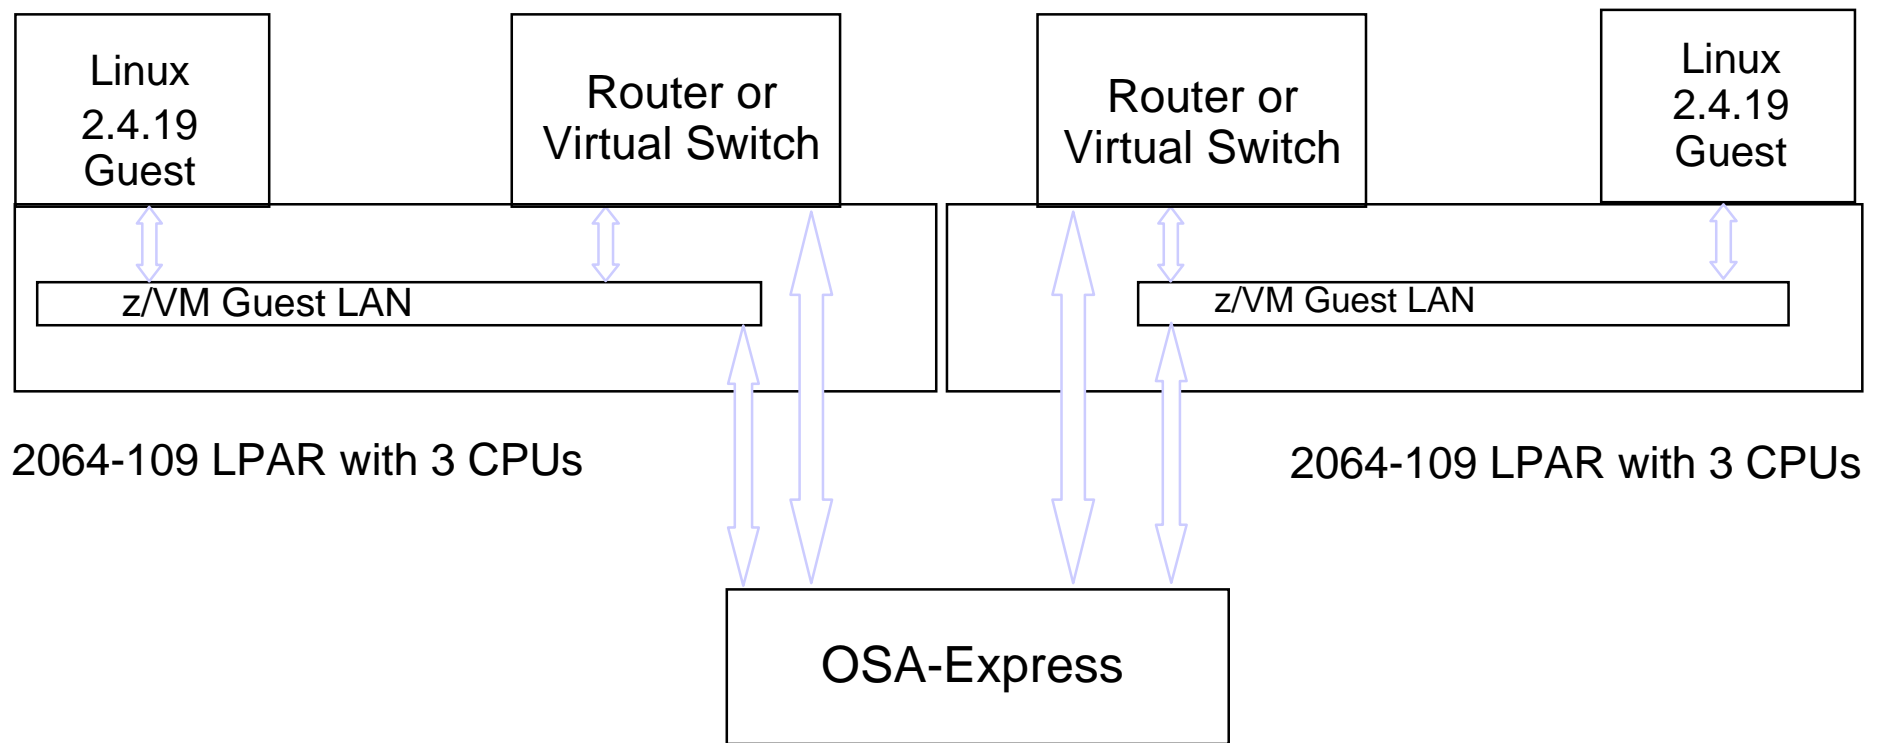 Linux
2.4.19
Guest
Router or
Virtual Switch
Router or
Virtual Switch
Linux
2.4.19
Guest
z/VM Guest LAN
z/VM Guest LAN
2064-109 LPAR with 3 CPUs
2064-109 LPAR with 3 CPUs
OSA-Express